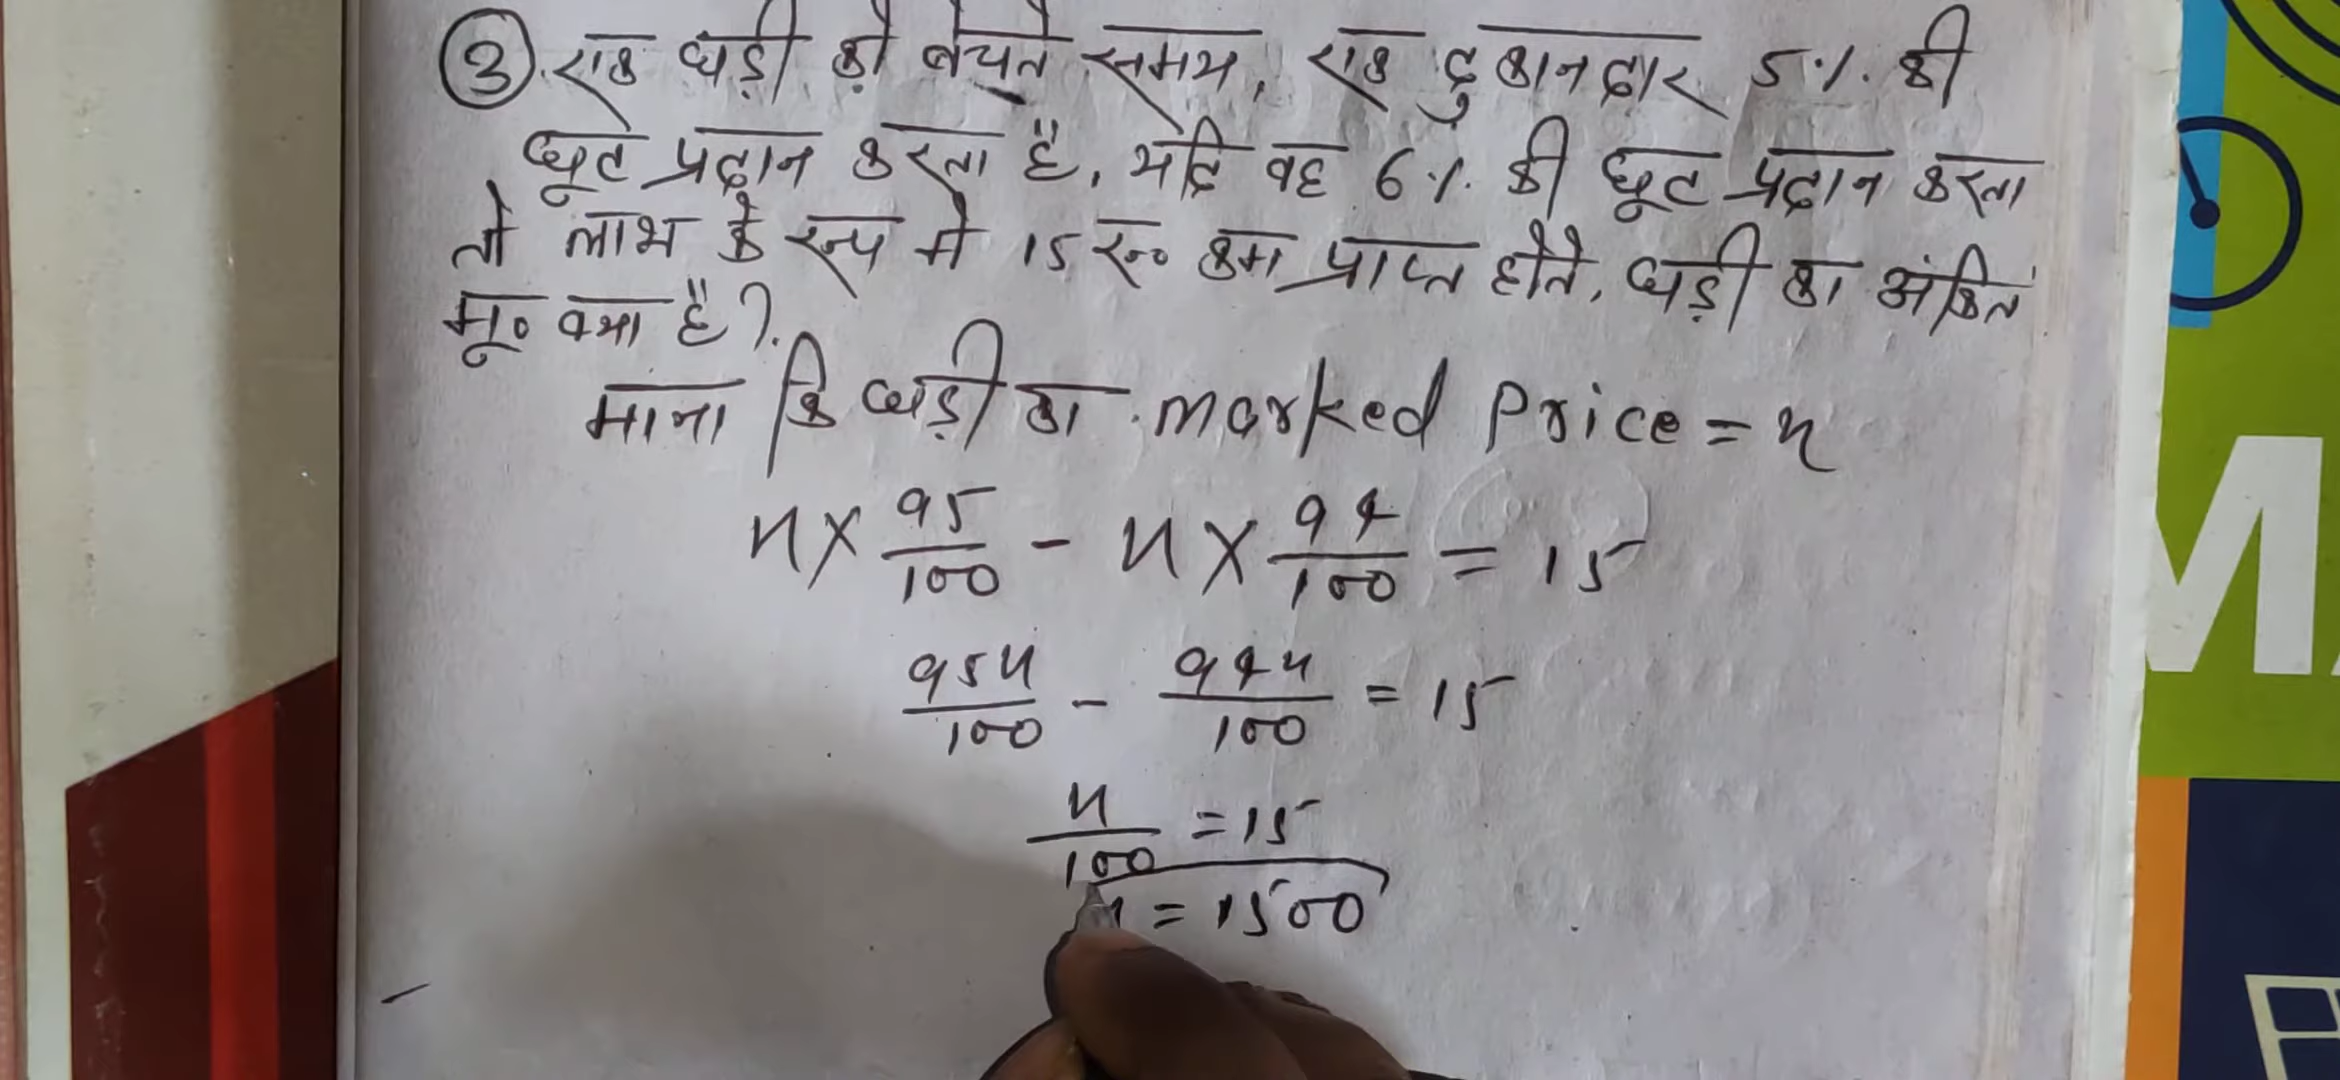 ③. एक घड़ी को बेचते समय, एक दुकानदार 5%. की
छूट प्रदान करता है, यदि वह 6%. की छूट प्रदान करता
तो लाभ के रूप मे 15 रू० कम प्राप्त होते, घड़ी का अंकित
मू० क्या है?
माना कि घड़ी का marked Price = x
x × 95/100 - x × 94/100 = 15
95x/100 - 94x/100 = 15
x/100 = 15
x = 1500
M